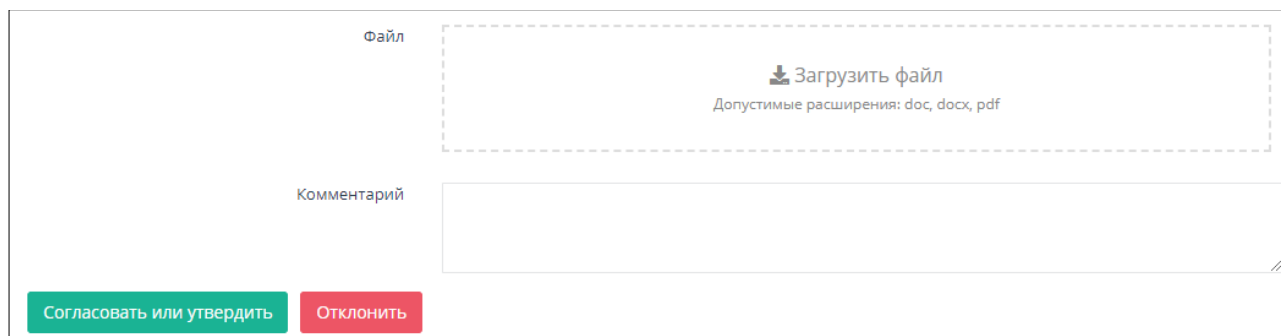 Файл
Загрузить файл
Допустимые расширения: doc, docx, pdf
Комментарий
Согласовать или утвердить
Отклонить